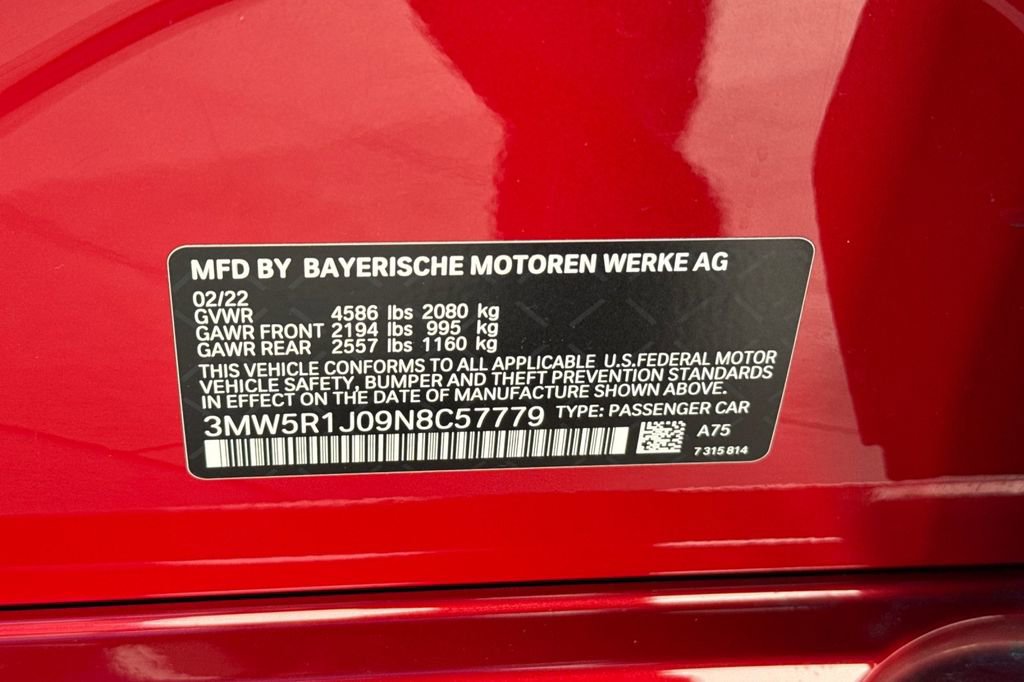 MFD BY BAYERISCHE MOTOREN WERKE AG
02/22
GVWR 4586 lbs 2080 kg
GAWR FRONT 2194 lbs 995 kg
GAWR REAR 2557 lbs 1160 kg
THIS VEHICLE CONFORMS TO ALL APPLICABLE U.S.FEDERAL MOTOR
VEHICLE SAFETY, BUMPER AND THEFT PREVENTION STANDARDS
IN EFFECT ON THE DATE OF MANUFACTURE SHOWN ABOVE.
3MW5R1J09N8C57779 TYPE: PASSENGER CAR
A75
7 315 814